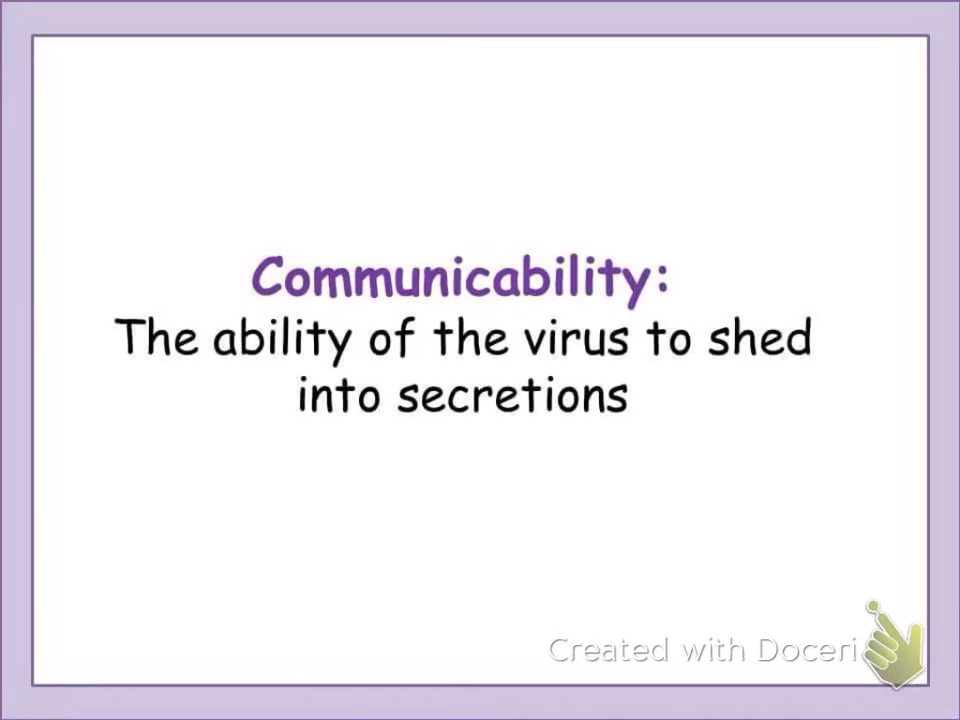 Communicability:
The ability of the virus to shed
into secretions
Created with Doceri